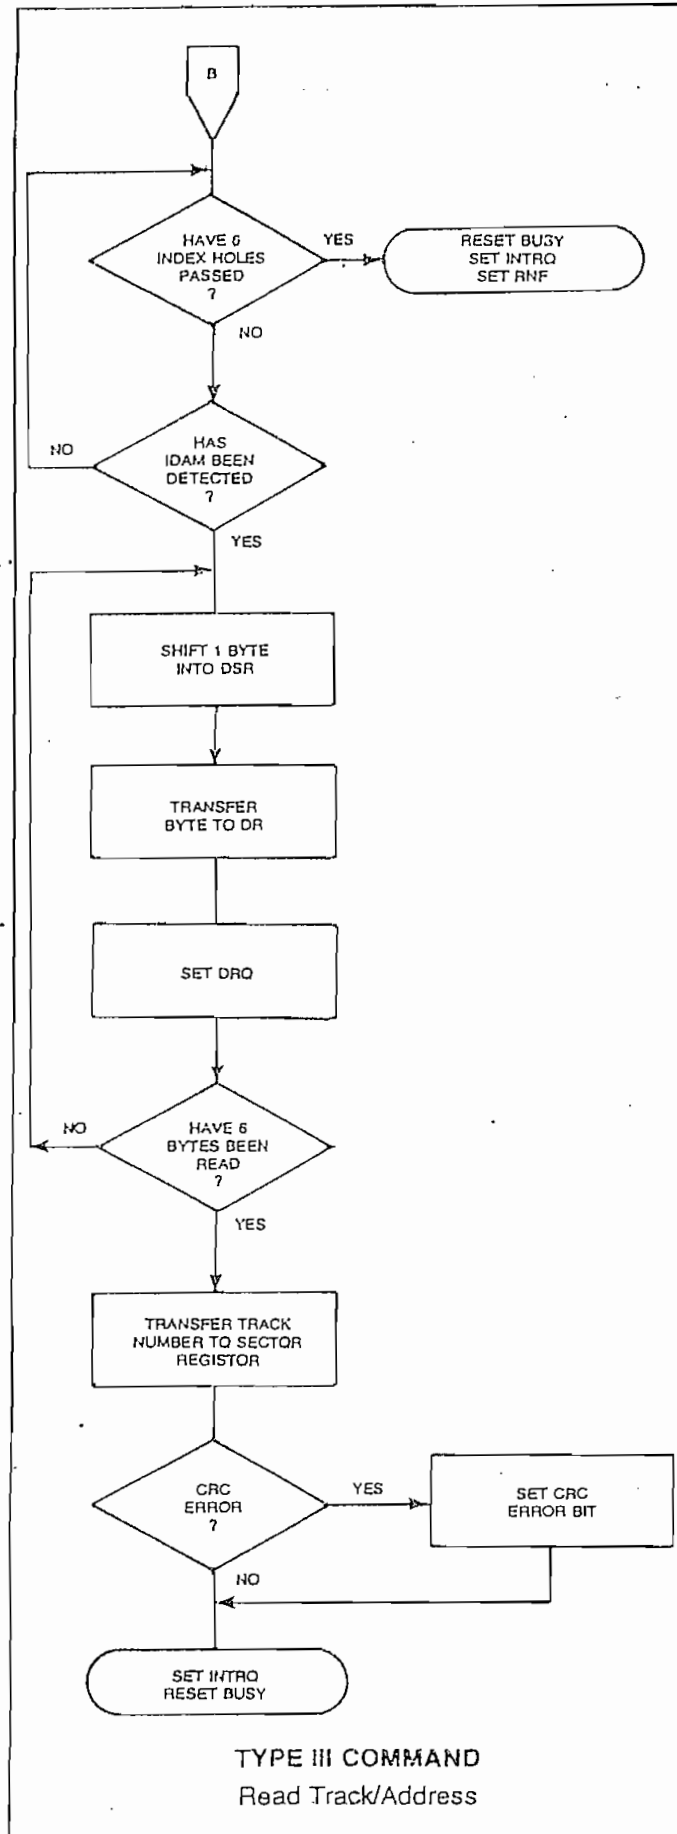 B
HAVE 6
INDEX HOLES
PASSED
?
YES
RESET BUSY
SET INTRQ
SET RNF
NO
HAS
IDAM BEEN
DETECTED
?
NO
YES
SHIFT 1 BYTE
INTO DSR
TRANSFER
BYTE TO DR
SET DRQ
HAVE 6
BYTES BEEN
READ
?
NO
YES
TRANSFER TRACK
NUMBER TO SECTOR
REGISTOR
CRC
ERROR
?
YES
SET CRC
ERROR BIT
NO
SET INTRQ
RESET BUSY
TYPE III COMMAND
Read Track/Address